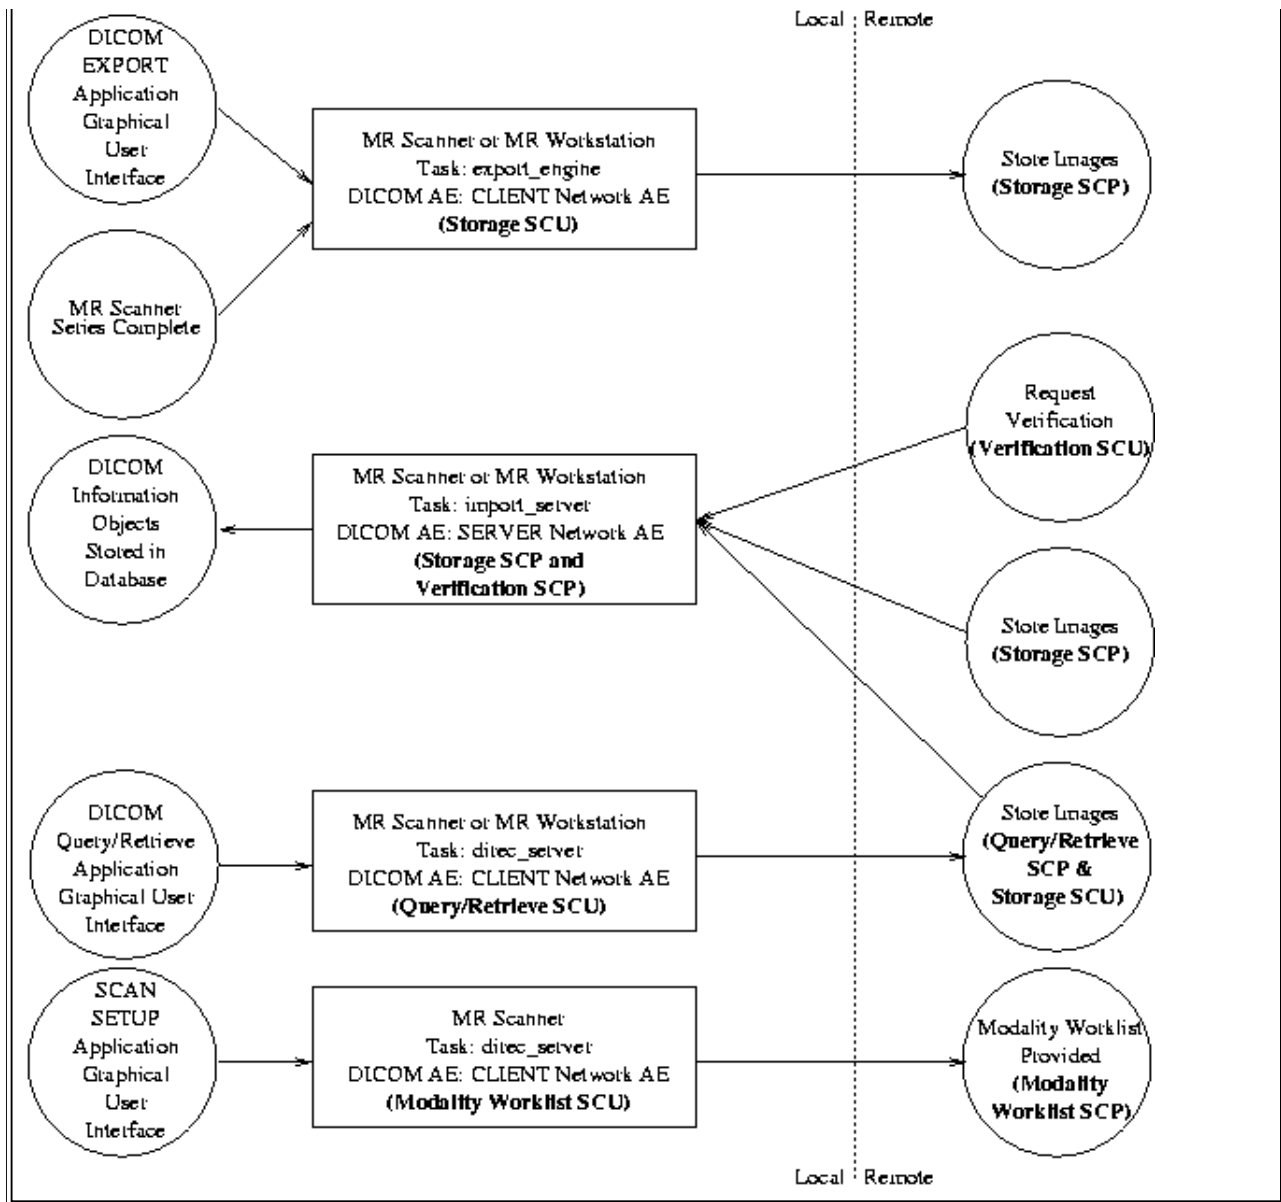 Local : Remote
DICOM
EXPORT
Application
Graphical
User
Interface
MR Scanner or MR Workstation
Task: export_engine
DICOM AE: CLIENT Network AE
(Storage SCU)
Store Images
(Storage SCP)
MR Scanner
Series Complete
Request
Verification
(Verification SCU)
DICOM
Information
Objects
Stored in
Database
MR Scanner or MR Workstation
Task: import_server
DICOM AE: SERVER Network AE
(Storage SCP and
Verification SCP)
Store Images
(Storage SCP)
DICOM
Query/Retrieve
Application
Graphical User
Interface
MR Scanner or MR Workstation
Task: direc_server
DICOM AE: CLIENT Network AE
(Query/Retrieve SCU)
Store Images
(Query/Retrieve
SCP &
Storage SCU)
SCAN
SETUP
Application
Graphical
User
Interface
MR Scanner
Task: direc_server
DICOM AE: CLIENT Network AE
(Modality Worklist SCU)
Modality Worklist
Provided
(Modality
Worklist SCP)
Local : Remote